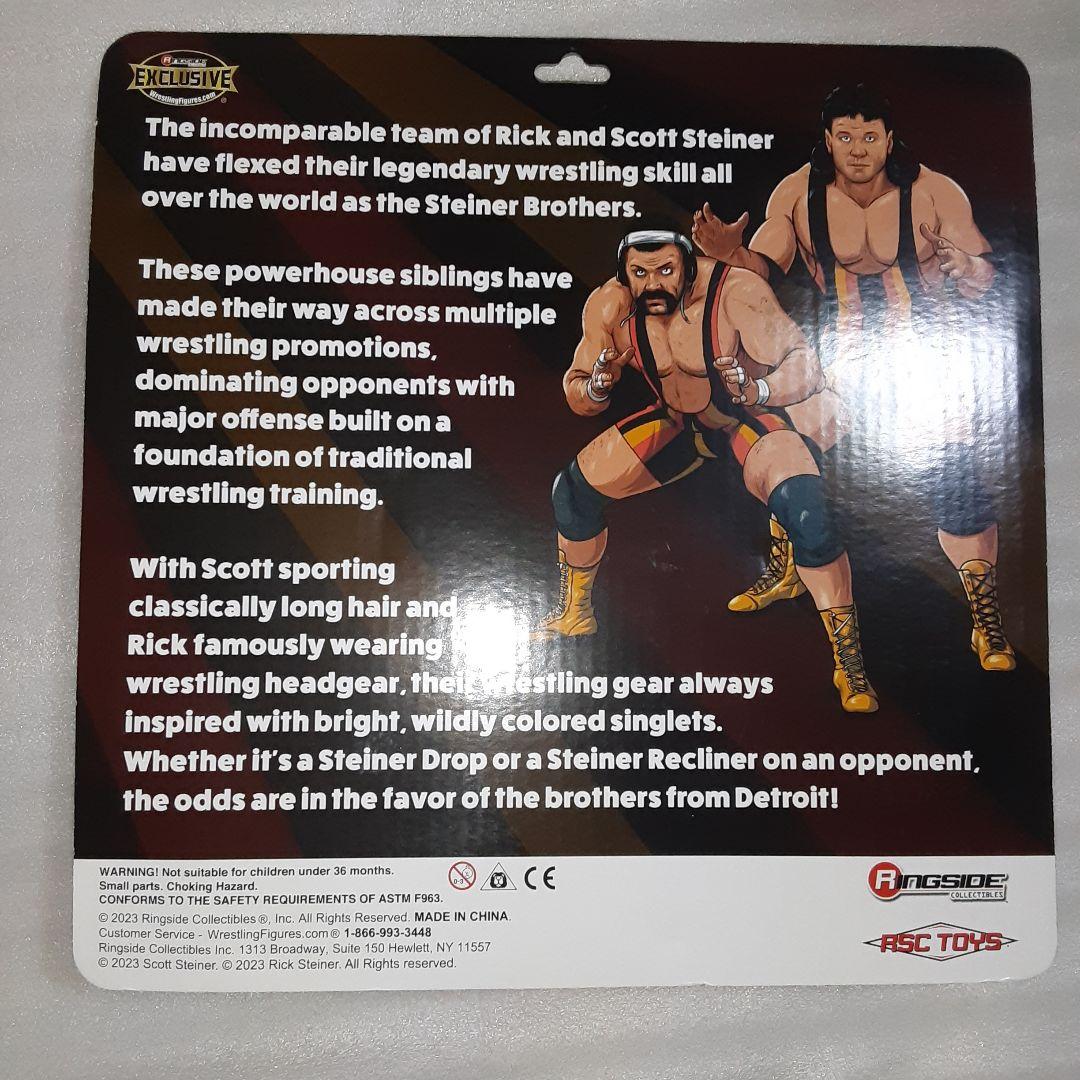 RINGSIDE
EXCLUSIVE
WrestlingFigures.com®
The incomparable team of Rick and Scott Steiner
have flexed their legendary wrestling skill all
over the world as the Steiner Brothers.
These powerhouse siblings have
made their way across multiple
wrestling promotions,
dominating opponents with
major offense built on a
foundation of traditional
wrestling training.
With Scott sporting
classically long hair and
Rick famously wearing
wrestling headgear, their wrestling gear always
inspired with bright, wildly colored singlets.
Whether it's a Steiner Drop or a Steiner Recliner on an opponent,
the odds are in the favor of the brothers from Detroit!
WARNING! Not suitable for children under 36 months.
Small parts. Choking Hazard.
CONFORMS TO THE SAFETY REQUIREMENTS OF ASTM F963.
0-3
CE
© 2023 Ringside Collectibles®, Inc. All Rights Reserved. MADE IN CHINA.
Customer Service - WrestlingFigures.com® 1-866-993-3448
Ringside Collectibles Inc. 1313 Broadway, Suite 150 Hewlett, NY 11557
© 2023 Scott Steiner. © 2023 Rick Steiner. All Rights reserved.
RINGSIDE
COLLECTIBLES
RSC TOYS